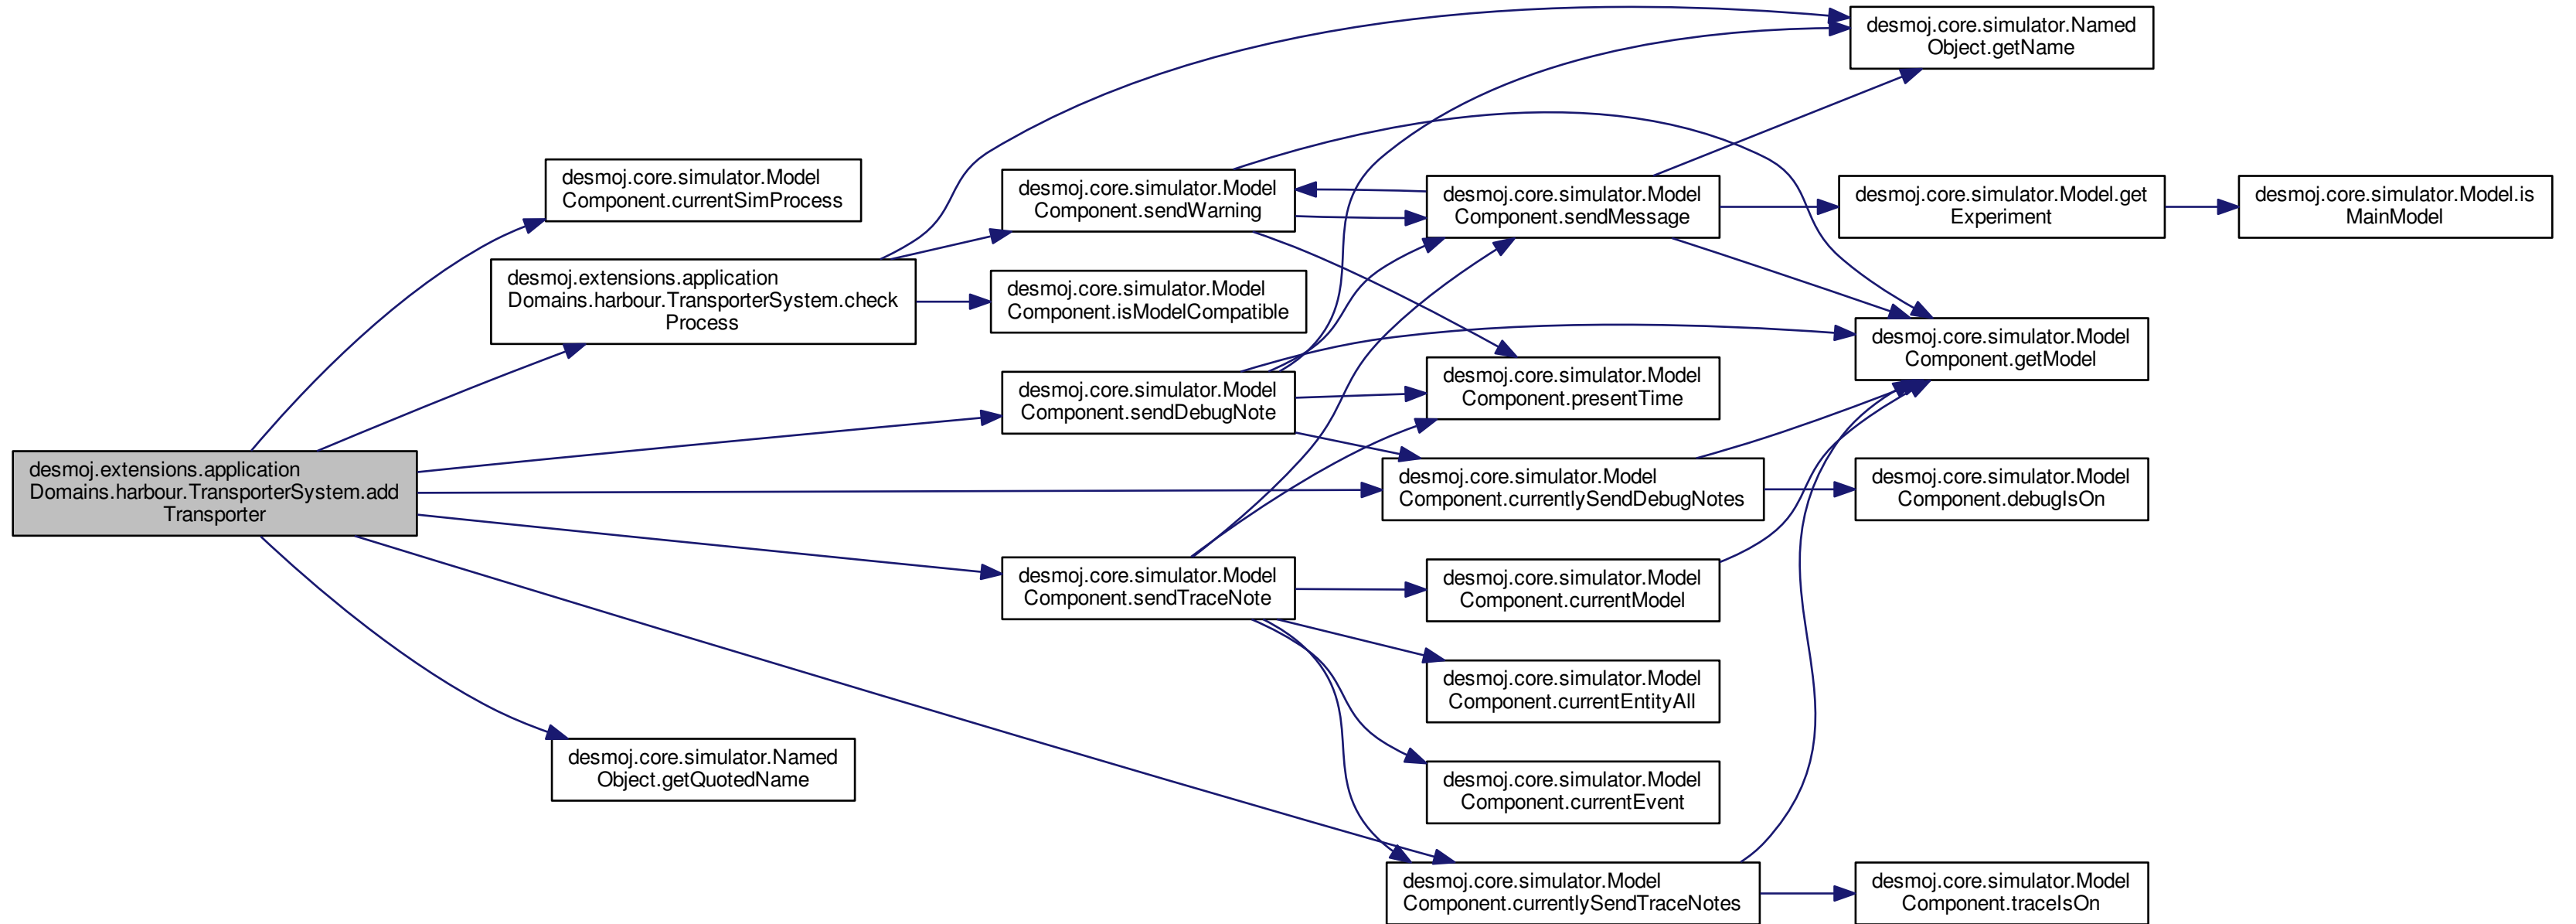 desmoj.extensions.application
Domains.harbour.TransporterSystem.add
Transporter
desmoj.core.simulator.Model
Component.currentSimProcess
desmoj.extensions.application
Domains.harbour.TransporterSystem.check
Process
desmoj.core.simulator.Named
Object.getQuotedName
desmoj.core.simulator.Model
Component.sendWarning
desmoj.core.simulator.Model
Component.isModelCompatible
desmoj.core.simulator.Model
Component.sendDebugNote
desmoj.core.simulator.Model
Component.sendTraceNote
desmoj.core.simulator.Model
Component.sendMessage
desmoj.core.simulator.Model
Component.presentTime
desmoj.core.simulator.Model
Component.currentlySendDebugNotes
desmoj.core.simulator.Model
Component.currentModel
desmoj.core.simulator.Model
Component.currentEntityAll
desmoj.core.simulator.Model
Component.currentEvent
desmoj.core.simulator.Model
Component.currentlySendTraceNotes
desmoj.core.simulator.Named
Object.getName
desmoj.core.simulator.Model.get
Experiment
desmoj.core.simulator.Model
Component.getModel
desmoj.core.simulator.Model
Component.debugIsOn
desmoj.core.simulator.Model
Component.traceIsOn
desmoj.core.simulator.Model.is
MainModel